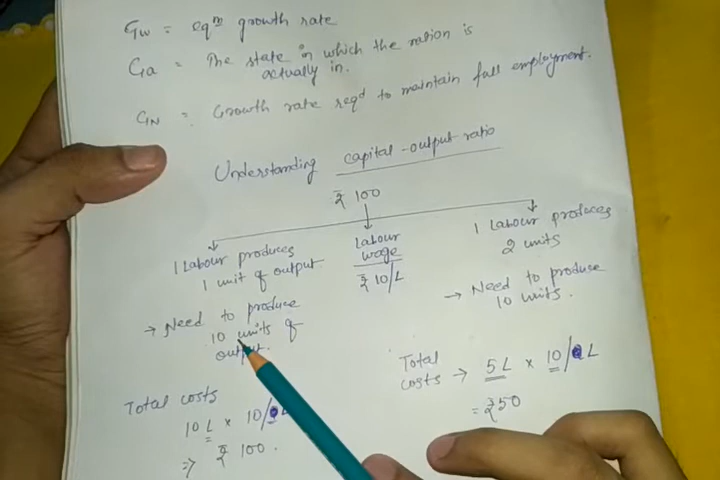 Gw = eqᵐ growth rate
Ga = The state in which the nation is
actually in.
GN = Growth rate reqᵈ to maintain full employment.
Understanding capital-output-ratio
₹ 100
1 Labour produces
1 unit of output
Labour
wage
₹ 10/L
1 Labour produces
2 units
→ Need to produce
10 units of
output.
→ Need to produce
10 units.
Total costs
10 L × 10/L
⇒ ₹ 100.
Total
costs → 5L × 10/L
= ₹50